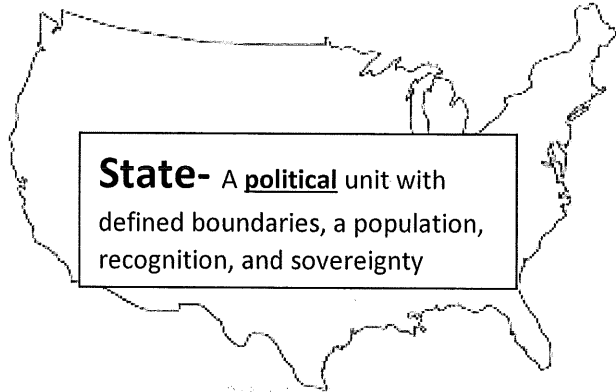 State- A political unit with
defined boundaries, a population,
recognition, and sovereignty